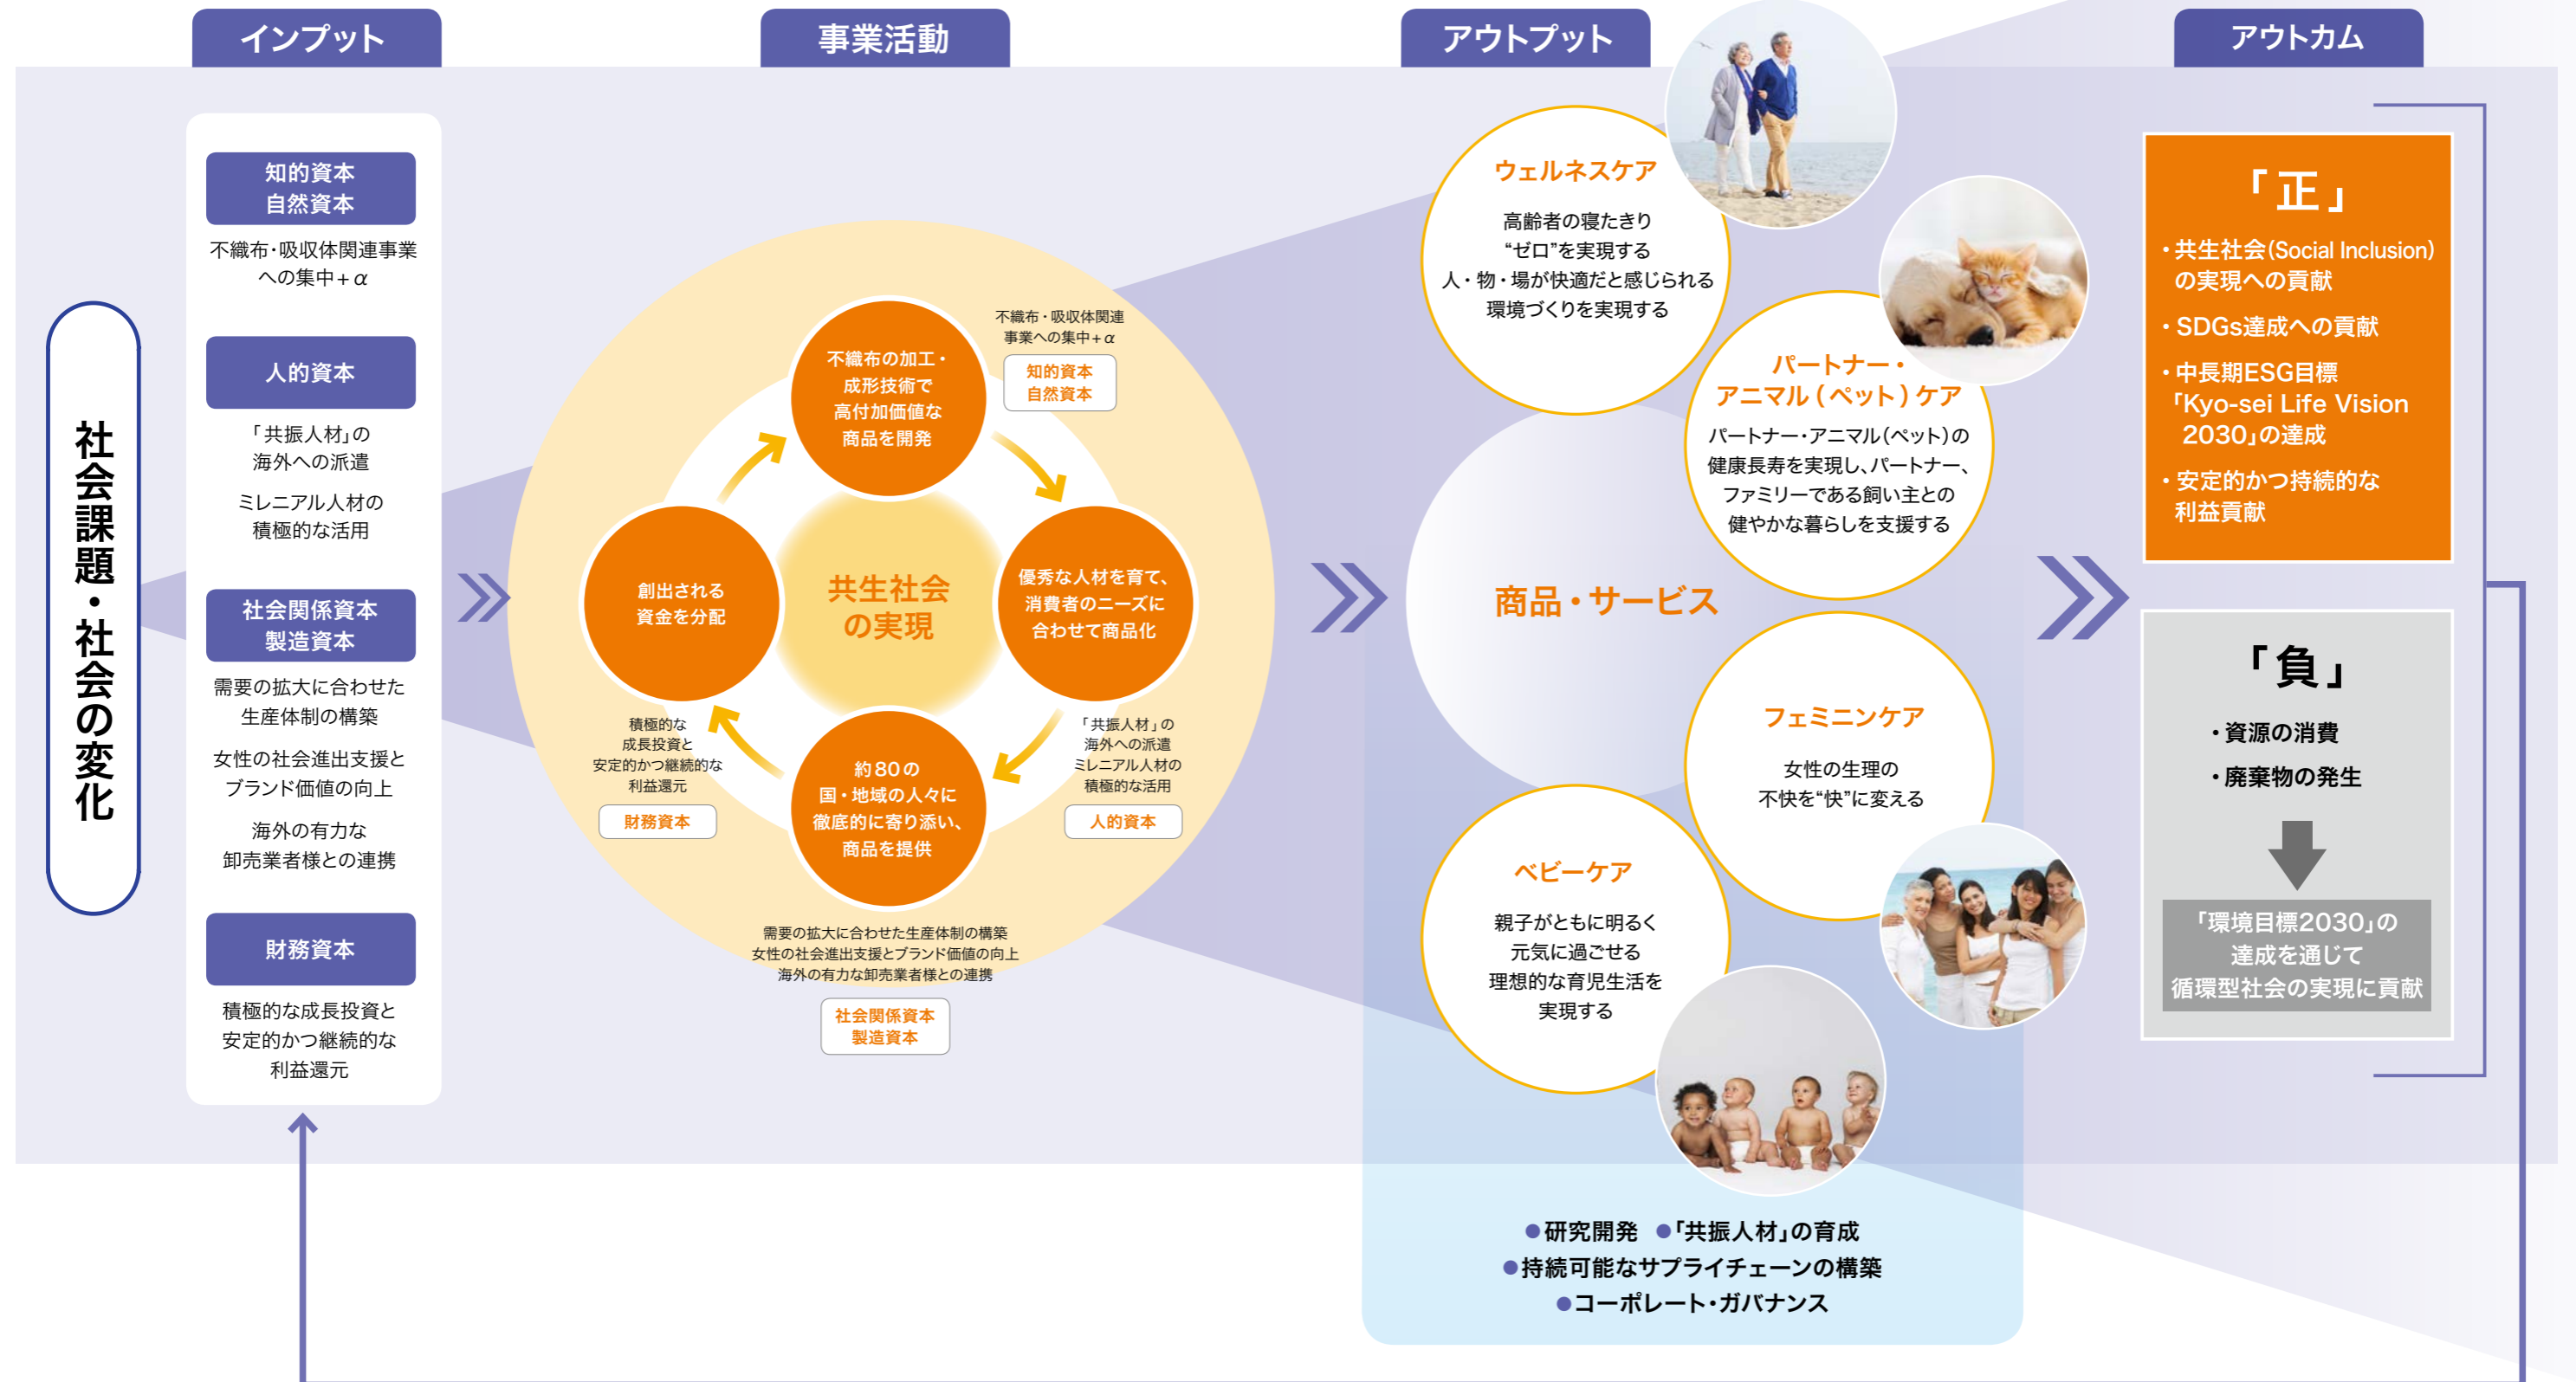 インプット
事業活動
アウトプット
アウトカム
社会課題・社会の変化
知的資本
自然資本
不織布・吸収体関連事業
への集中+α
人的資本
「共振人材」の
海外への派遣
ミレニアル人材の
積極的な活用
社会関係資本
製造資本
需要の拡大に合わせた
生産体制の構築
女性の社会進出支援と
ブランド価値の向上
海外の有力な
卸売業者様との連携
財務資本
積極的な成長投資と
安定的かつ継続的な
利益還元
不織布の加工・
成形技術で
高付加価値な
商品を開発
不織布・吸収体関連
事業への集中+α
知的資本
自然資本
優秀な人材を育て、
消費者のニーズに
合わせて商品化
「共振人材」の
海外への派遣
ミレニアル人材の
積極的な活用
人的資本
約80の
国・地域の人々に
徹底的に寄り添い、
商品を提供
需要の拡大に合わせた生産体制の構築
女性の社会進出支援とブランド価値の向上
海外の有力な卸売業者様との連携
社会関係資本
製造資本
創出される
資金を分配
積極的な
成長投資と
安定的かつ継続的な
利益還元
財務資本
共生社会
の実現
ウェルネスケア
高齢者の寝たきり
“ゼロ”を実現する
人・物・場が快適だと感じられる
環境づくりを実現する
パートナー・
アニマル(ペット)ケア
パートナー・アニマル(ペット)の
健康長寿を実現し、パートナー、
ファミリーである飼い主との
健やかな暮らしを支援する
商品・サービス
フェミニンケア
女性の生理の
不快を“快”に変える
ベビーケア
親子がともに明るく
元気に過ごせる
理想的な育児生活を
実現する
●研究開発 ●「共振人材」の育成
●持続可能なサプライチェーンの構築
●コーポレート・ガバナンス
「正」
・共生社会(Social Inclusion)
の実現への貢献
・SDGs達成への貢献
・中長期ESG目標
「Kyo-sei Life Vision
2030」の達成
・安定的かつ持続的な
利益貢献
「負」
・資源の消費
・廃棄物の発生
「環境目標2030」の
達成を通じて
循環型社会の実現に貢献